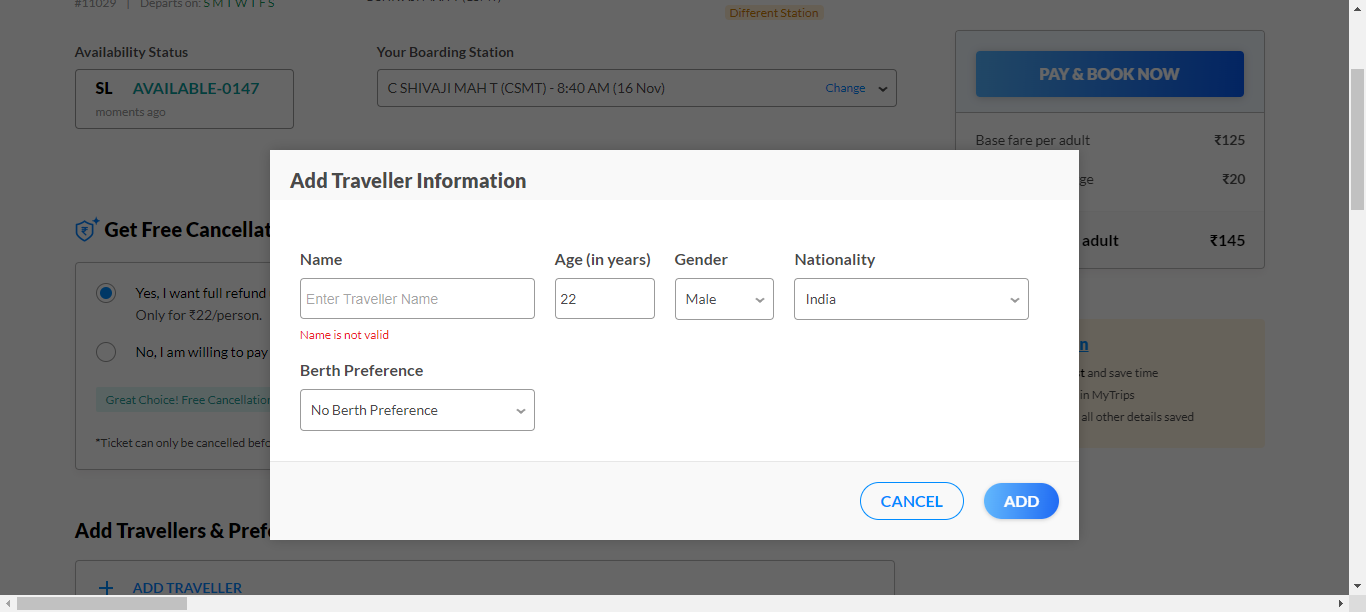 #11029 | Departs on: S M T W T F S
Different Station
Availability Status
SL AVAILABLE-0147
moments ago
Your Boarding Station
C SHIVAJI MAH T (CSMT) - 8:40 AM (16 Nov)
Change
PAY & BOOK NOW
Base fare per adult ₹125
ge ₹20
adult ₹145
Get Free Cancellat
Yes, I want full refund
Only for ₹22/person.
No, I am willing to pay
Great Choice! Free Cancellation
*Ticket can only be cancelled befo
Add Traveller Information
Name
Enter Traveller Name
Name is not valid
Age (in years)
22
Gender
Male
Nationality
India
Berth Preference
No Berth Preference
CANCEL
ADD
n
t and save time
in MyTrips
all other details saved
Add Travellers & Pref
+ ADD TRAVELLER